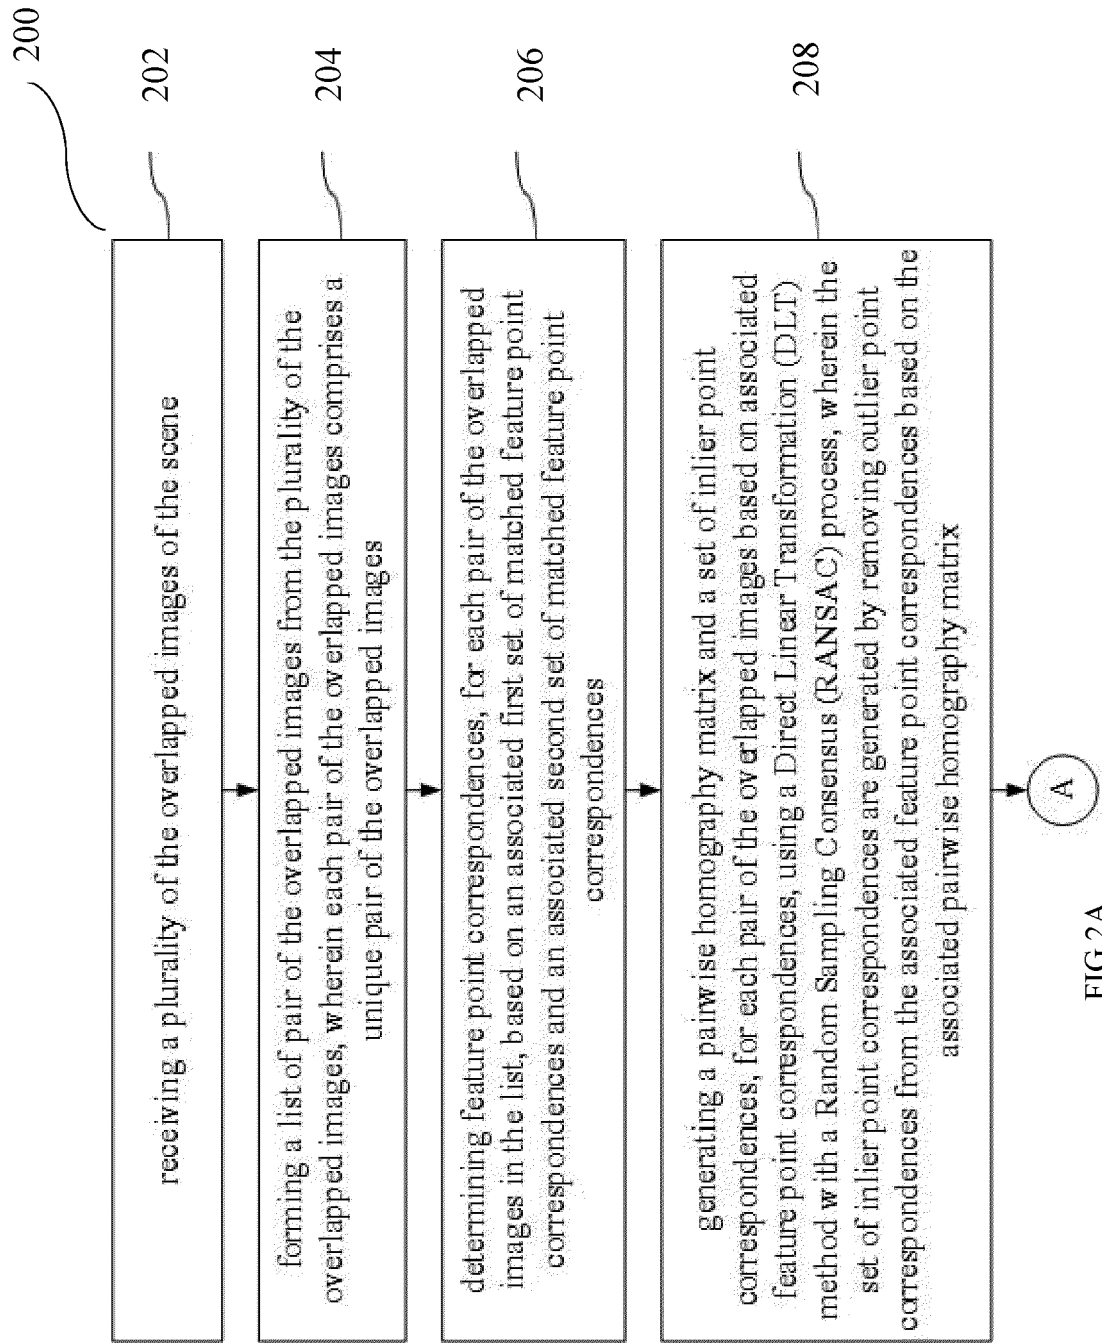 200
202
receiving a plurality of the overlapped images of the scene
204
forming a list of pair of the overlapped images from the plurality of the
overlapped images, wherein each pair of the overlapped images comprises a
unique pair of the overlapped images
206
determining feature point correspondences, for each pair of the overlapped
images in the list, based on an associated first set of matched feature point
correspondences and an associated second set of matched feature point
correspondences
208
generating a pairwise homography matrix and a set of inlier point
correspondences, for each pair of the overlapped images based on associated
feature point correspondences, using a Direct Linear Transformation (DLT)
method with a Random Sampling Consensus (RANSAC) process, wherein the
set of inlier point correspondences are generated by removing outlier point
correspondences from the associated feature point correspondences based on the
associated pairwise homography matrix
A
FIG.2A